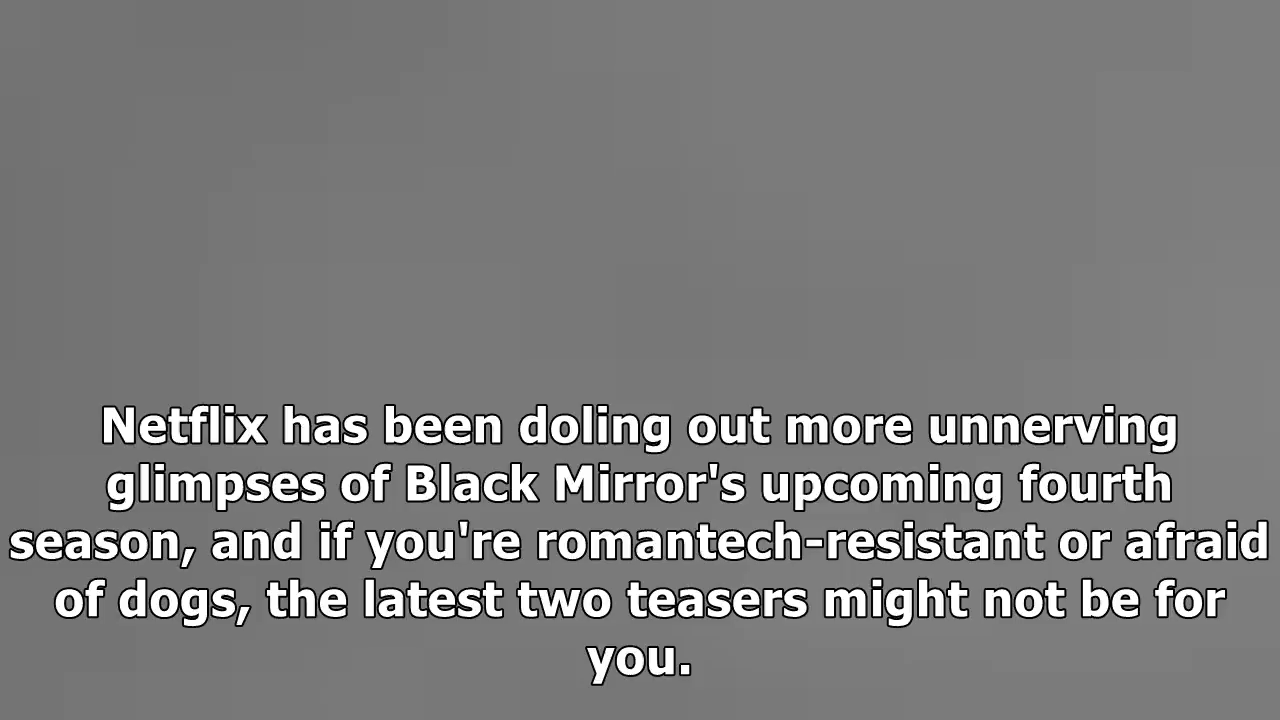 Netflix has been doling out more unnerving
glimpses of Black Mirror's upcoming fourth
season, and if you're romantech-resistant or afraid
of dogs, the latest two teasers might not be for
you.